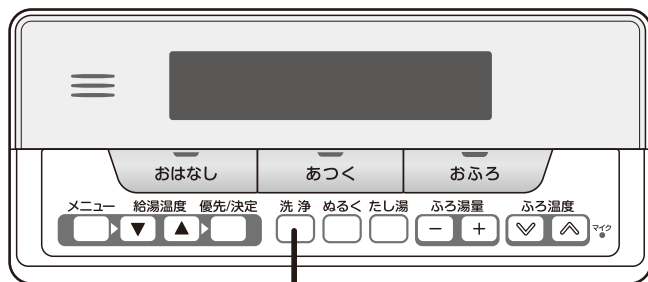 おはなし あつく おふろ
メニュー 給湯温度 優先/決定 洗浄 ぬるく たし湯 ふろ湯量 ふろ温度
▼ ▲ − + マイク